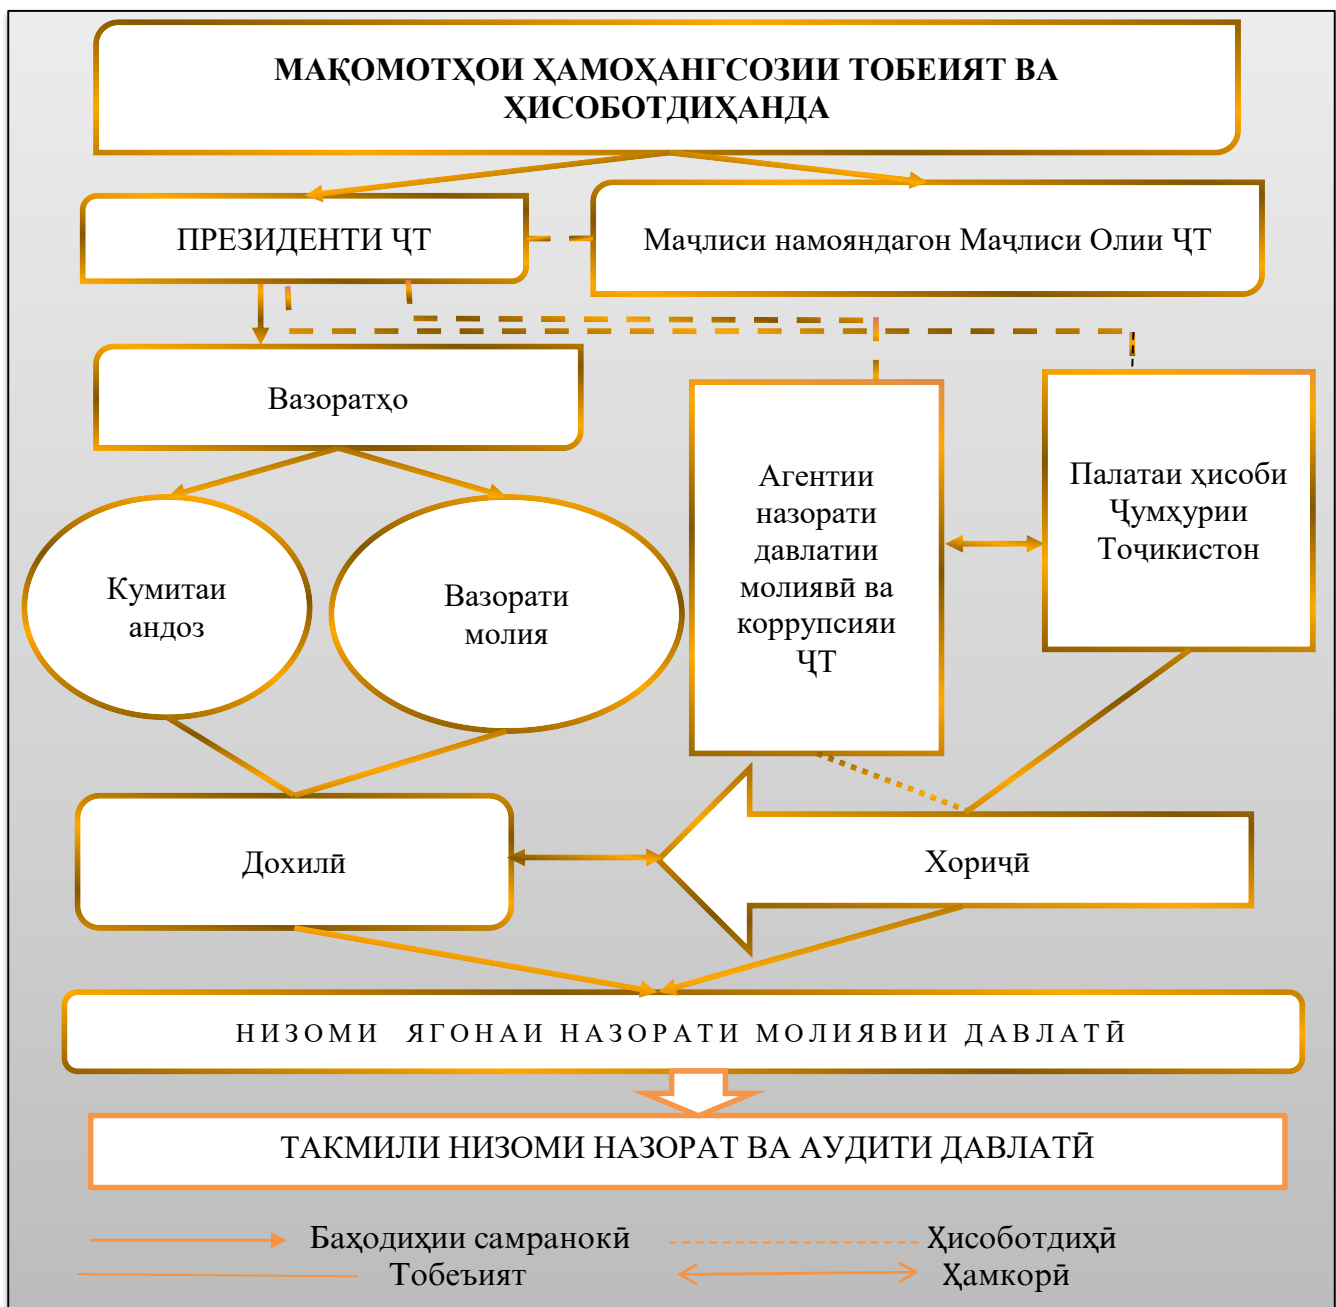 МАҚОМОТҲОИ ҲАМОҲАНГСОЗИИ ТОБЕИЯТ ВА
ҲИСОБОТДИҲАНДА
ПРЕЗИДЕНТИ ҶТ
Маҷлиси намояндагон Маҷлиси Олии ҶТ
Вазоратҳо
Агентии
назорати
давлатии
молиявӣ ва
коррупсияи
ҶТ
Палатаи ҳисоби
Ҷумҳурии
Тоҷикистон
Кумитаи
андоз
Вазорати
молия
Дохилӣ
Хориҷӣ
НИЗОМИ ЯГОНАИ НАЗОРАТИ МОЛИЯВИИ ДАВЛАТӢ
ТАКМИЛИ НИЗОМИ НАЗОРАТ ВА АУДИТИ ДАВЛАТӢ
Баҳодиҳии самранокӣ
Ҳисоботдиҳӣ
Тобеъият
Ҳамкорӣ